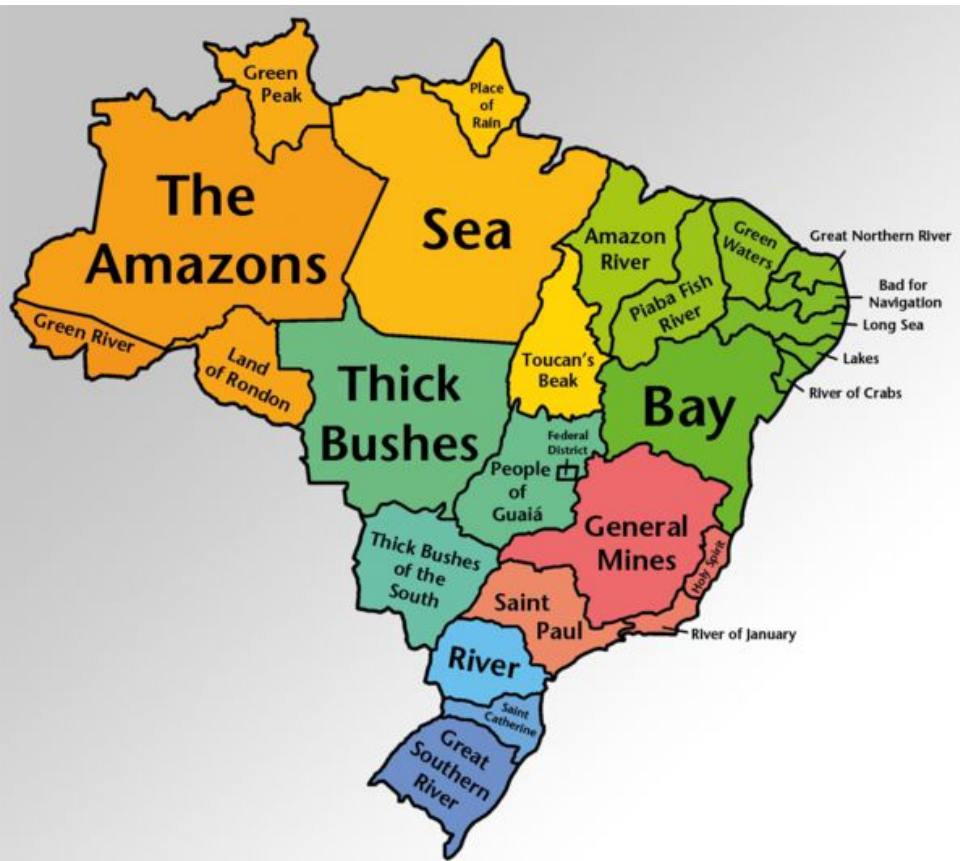 Green
Peak
Place
of
Rain
The
Amazons
Sea
Amazon
River
Green
Waters
Great Northern River
Piaba Fish
River
Bad for
Navigation
Long Sea
Lakes
River of Crabs
Green River
Land
of Rondon
Thick
Bushes
Toucan's
Beak
Bay
Federal
District
People
of
Guaiá
General
Mines
Holy Spirit
Thick Bushes
of the
South
Saint
Paul
River of January
River
Saint
Catherine
Great
Southern
River